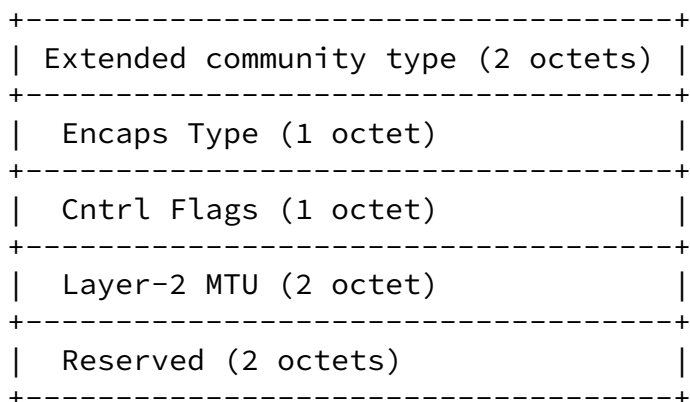 +------------------------------------+
| Extended community type (2 octets) |
+------------------------------------+
|  Encaps Type (1 octet)             |
+------------------------------------+
|  Cntrl Flags (1 octet)             |
+------------------------------------+
|  Layer-2 MTU (2 octet)             |
+------------------------------------+
|  Reserved (2 octets)               |
+------------------------------------+